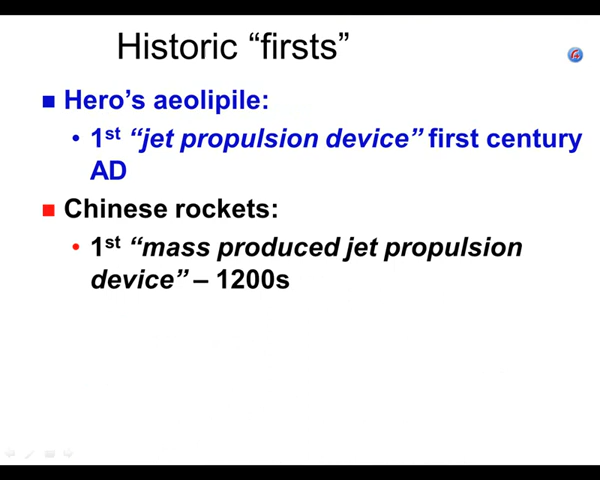 Historic “firsts”
Hero’s aeolipile:
• 1st “jet propulsion device” first century
AD
Chinese rockets:
• 1st “mass produced jet propulsion
device” – 1200s